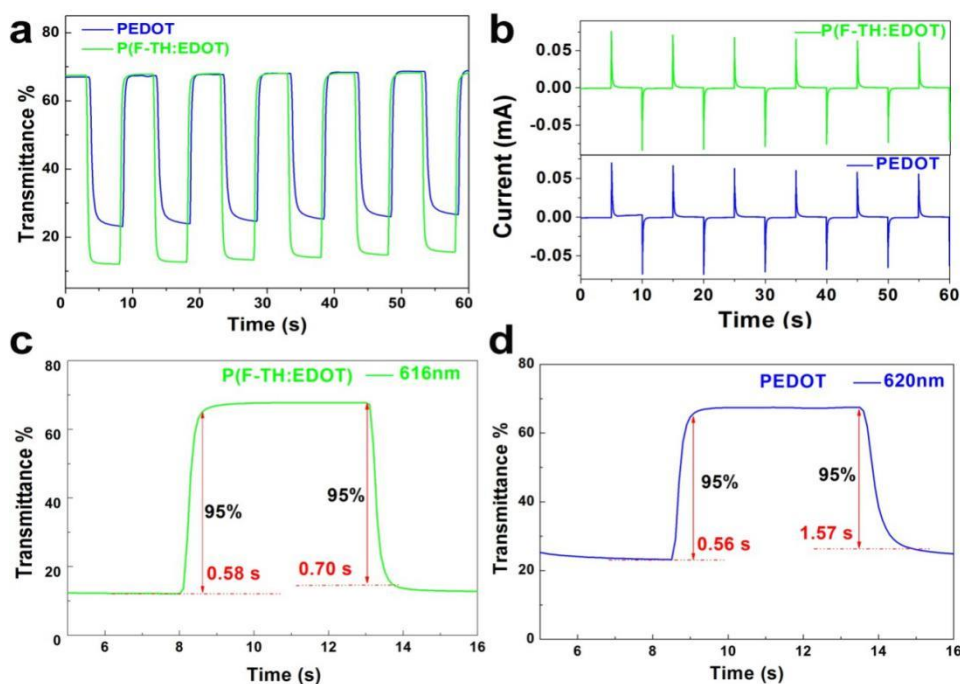 a
PEDOT
P(F-TH:EDOT)
80
60
40
20
Transmittance %
0 10 20 30 40 50 60
Time (s)
b
P(F-TH:EDOT)
0.05
0.00
-0.05
PEDOT
0.05
0.00
-0.05
Current (mA)
0 10 20 30 40 50 60
Time (s)
c
P(F-TH:EDOT)
616nm
80
60
40
20
0
Transmittance %
95%
95%
0.58 s
0.70 s
6 8 10 12 14 16
Time (s)
d
PEDOT
620nm
80
60
40
20
0
Transmittance %
95%
95%
0.56 s
1.57 s
6 8 10 12 14 16
Time (s)